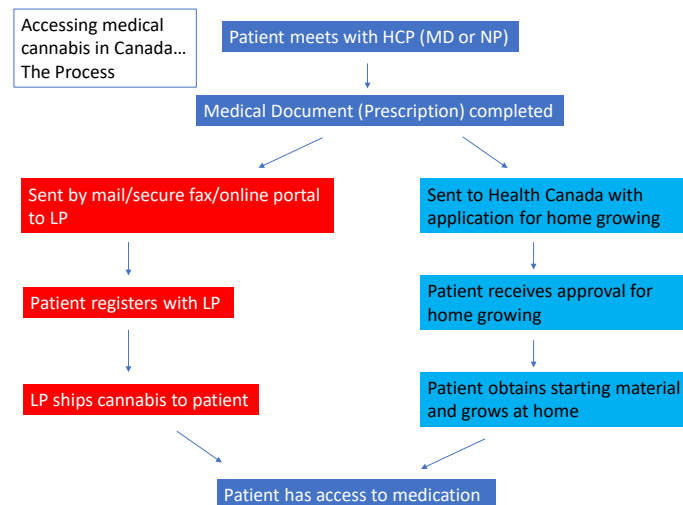 Accessing medical
cannabis in Canada…
The Process
Patient meets with HCP (MD or NP)
Medical Document (Prescription) completed
Sent by mail/secure fax/online portal
to LP
Sent to Health Canada with
application for home growing
Patient registers with LP
Patient receives approval for
home growing
LP ships cannabis to patient
Patient obtains starting material
and grows at home
Patient has access to medication